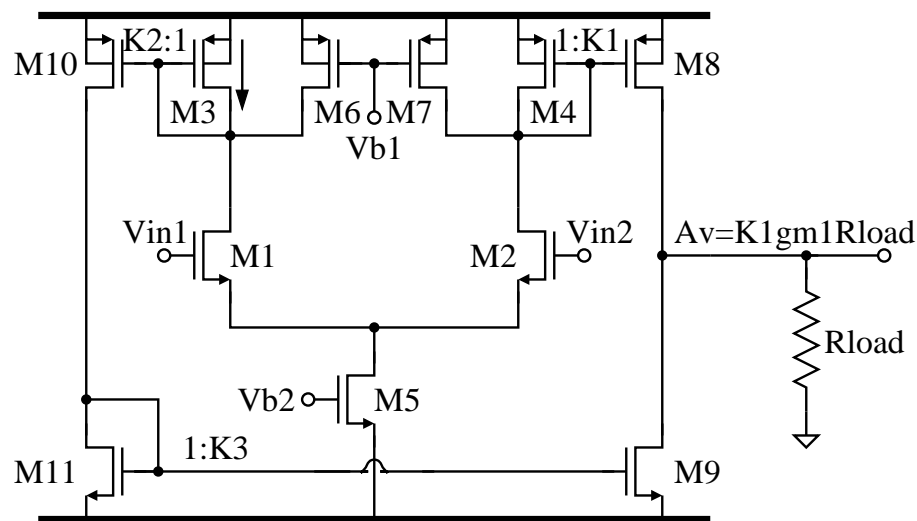 K2:1
1:K1
M10
M8
M3
M6
M7
M4
Vb1
Vin1
M1
M2
Vin2
Av=K1gm1Rload
Rload
Vb2
M5
1:K3
M11
M9